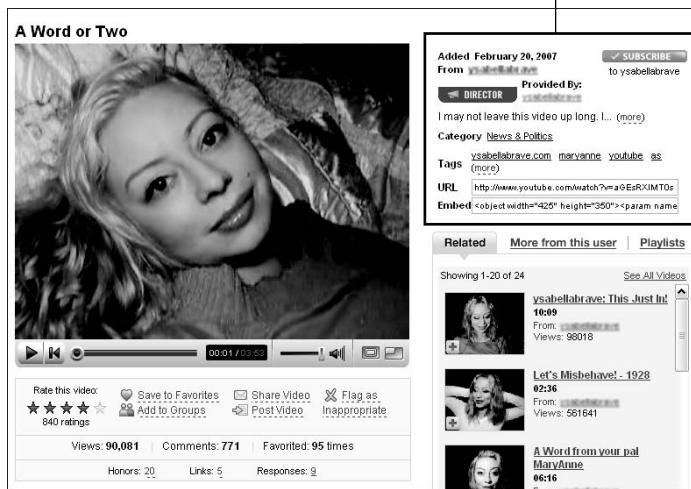 A Word or Two
00:01 / 03:53
Rate this video:
840 ratings
Save to Favorites
Add to Groups
Share Video
Post Video
Flag as
Inappropriate
Views: 90,081 | Comments: 771 | Favorited: 95 times
Honors: 20 Links: 5 Responses: 9
Added February 20, 2007
From
SUBSCRIBE
to ysabellabrave
DIRECTOR
Provided By:
I may not leave this video up long. I... (more)
Category News & Politics
Tags ysabellabrave.com maryanne youtube as
(more)
URL http://www.youtube.com/watch?v=aGEsRXIMT0s
Embed <object width="425" height="350"><param name
Related | More from this user | Playlists
Showing 1-20 of 24 See All Videos
ysabellabrave: This Just In!
10:09
From:
Views: 98018
Let's Misbehave! - 1928
02:36
From:
Views: 561641
A Word from your pal
MaryAnne
06:16